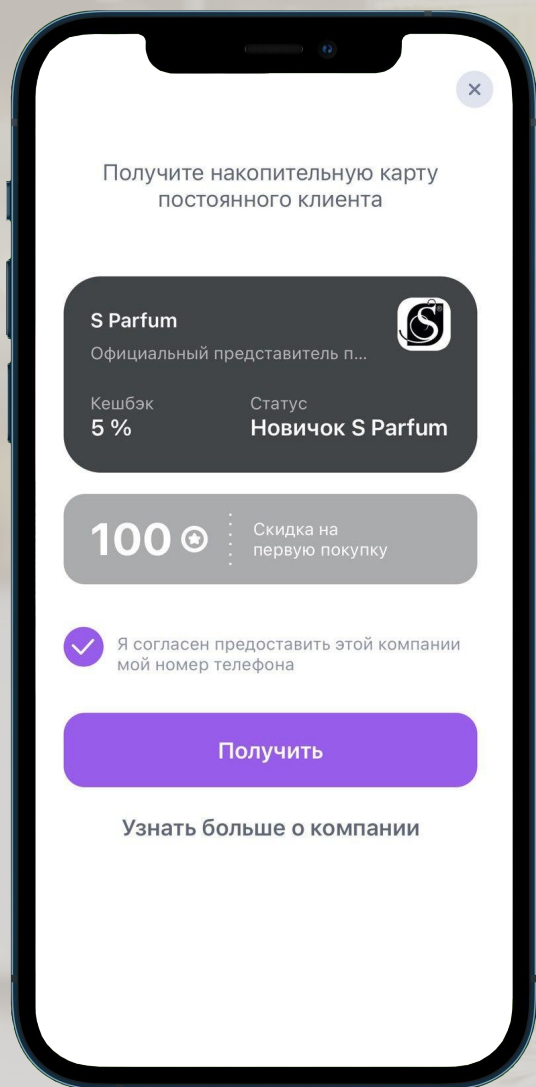 Получите накопительную карту
постоянного клиента
S Parfum
Официальный представитель п...
Кешбэк
Статус
5 %
Новичок S Parfum
100
Скидка на
первую покупку
Я согласен предоставить этой компании
мой номер телефона
Получить
Узнать больше о компании